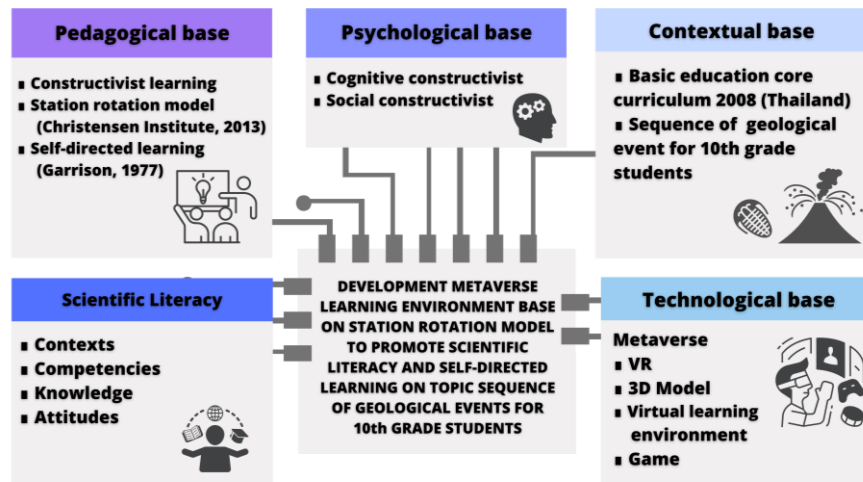 Pedagogical base
∎ Constructivist learning
∎ Station rotation model
(Christensen Institute, 2013)
∎ Self-directed learning
(Garrison, 1977)
Psychological base
∎ Cognitive constructivist
∎ Social constructivist
Contextual base
∎ Basic education core
curriculum 2008 (Thailand)
∎ Sequence of geological
event for 10th grade
students
Scientific Literacy
∎ Contexts
∎ Competencies
∎ Knowledge
∎ Attitudes
DEVELOPMENT METAVERSE
LEARNING ENVIRONMENT BASE
ON STATION ROTATION MODEL
TO PROMOTE SCIENTIFIC
LITERACY AND SELF-DIRECTED
LEARNING ON TOPIC SEQUENCE
OF GEOLOGICAL EVENTS FOR
10th GRADE STUDENTS
Technological base
Metaverse
∎ VR
∎ 3D Model
∎ Virtual learning
environment
∎ Game